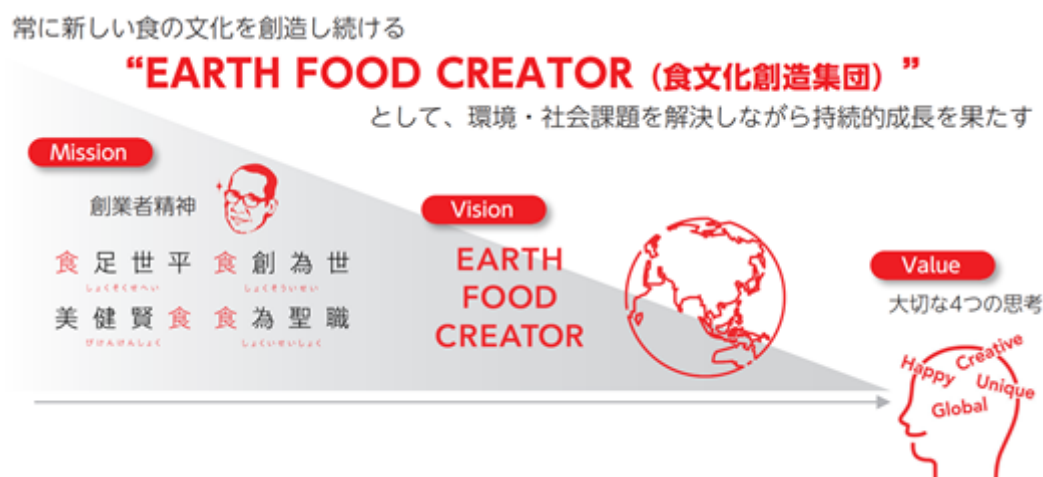 常に新しい食の文化を創造し続ける
“EARTH FOOD CREATOR（食文化創造集団）”
として、環境・社会課題を解決しながら持続的成長を果たす
Mission
創業者精神
食足世平 食創為世
しょくそくせへい しょくそういせい
美健賢食 食為聖職
びけんけんしょく しょくいせいしょく
Vision
EARTH
FOOD
CREATOR
Value
大切な4つの思考
Happy
Creative
Unique
Global